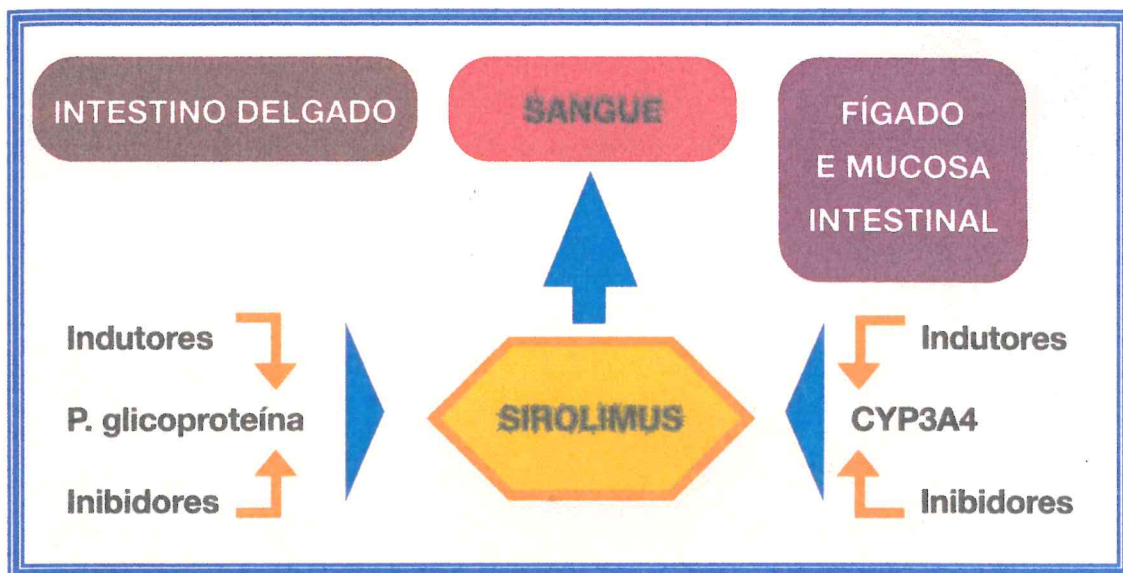 INTESTINO DELGADO
SANGUE
FÍGADO
E MUCOSA
INTESTINAL
Indutores
P. glicoproteína
Inibidores
SIROLIMUS
Indutores
CYP3A4
Inibidores